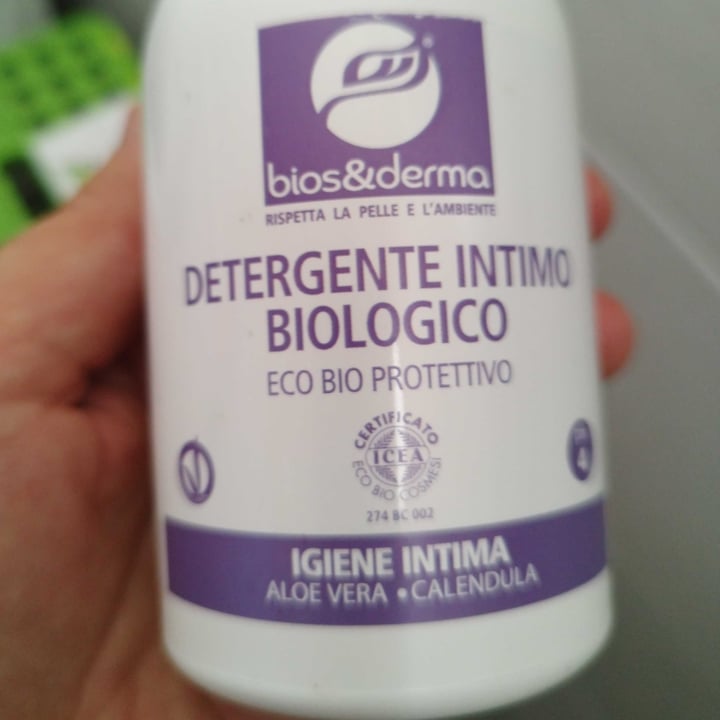 bios&derma
RISPETTA LA PELLE E L'AMBIENTE
DETERGENTE INTIMO
BIOLOGICO
ECO BIO PROTETTIVO
CERTIFICATO
ICEA
ECO BIO COSMESI
274 BC 002
IGIENE INTIMA
ALOE VERA • CALENDULA